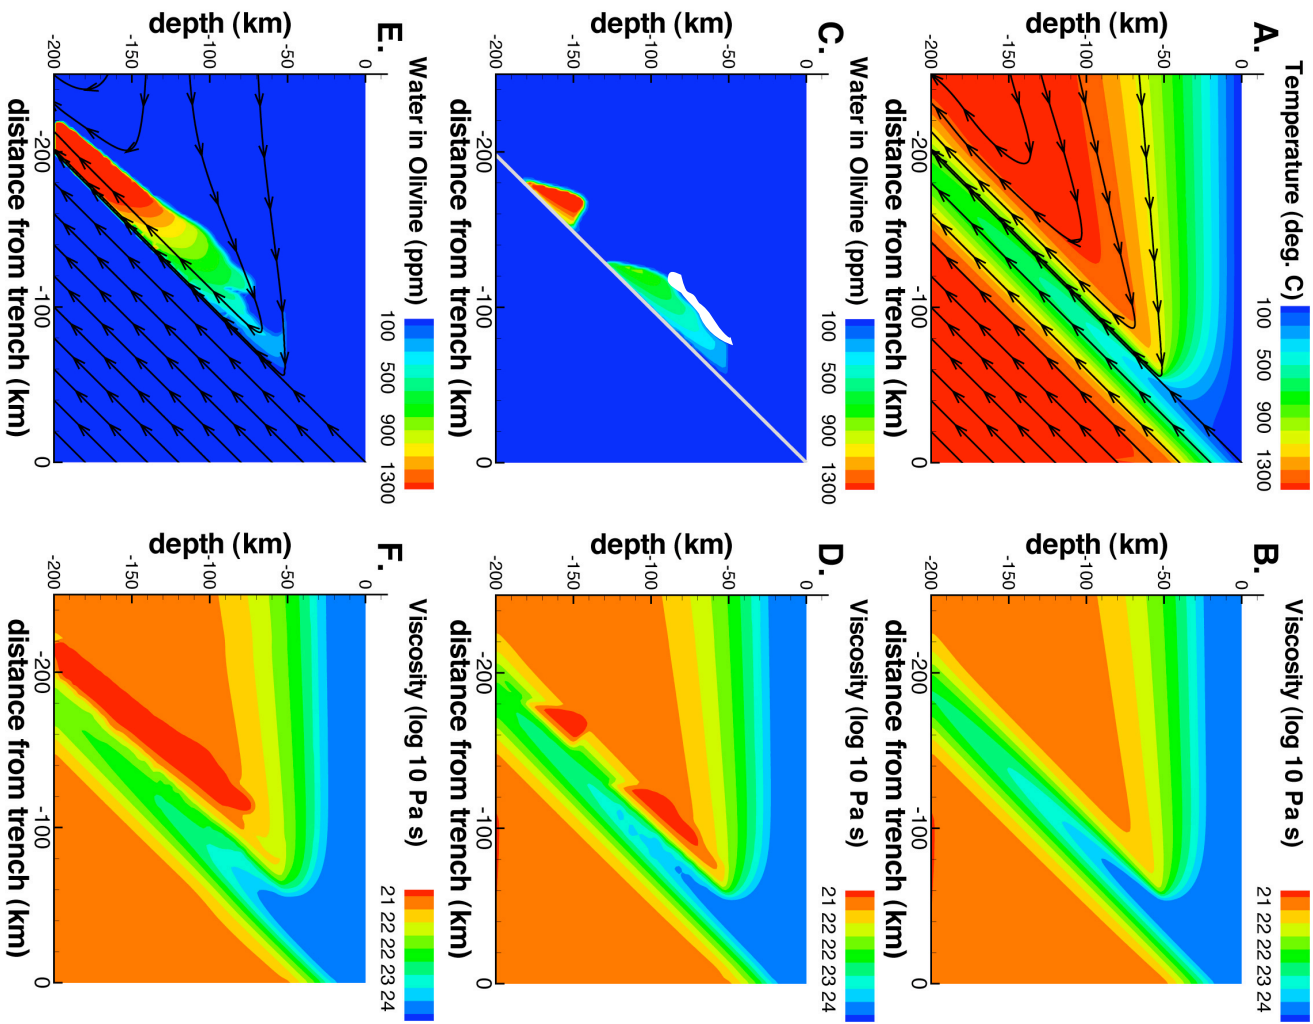 A.
Temperature (deg. C)
100 500 900 1300
depth (km)
0
-50
-100
-150
-200
-200 -100 0
distance from trench (km)
B.
Viscosity (log 10 Pa s)
21 22 22 23 24
depth (km)
0
-50
-100
-150
-200
-200 -100 0
distance from trench (km)
C.
Water in Olivine (ppm)
100 500 900 1300
depth (km)
0
-50
-100
-150
-200
-200 -100 0
distance from trench (km)
D.
Viscosity (log 10 Pa s)
21 22 22 23 24
depth (km)
0
-50
-100
-150
-200
-200 -100 0
distance from trench (km)
E.
Water in Olivine (ppm)
100 500 900 1300
depth (km)
0
-50
-100
-150
-200
-200 -100 0
distance from trench (km)
F.
Viscosity (log 10 Pa s)
21 22 22 23 24
depth (km)
0
-50
-100
-150
-200
-200 -100 0
distance from trench (km)